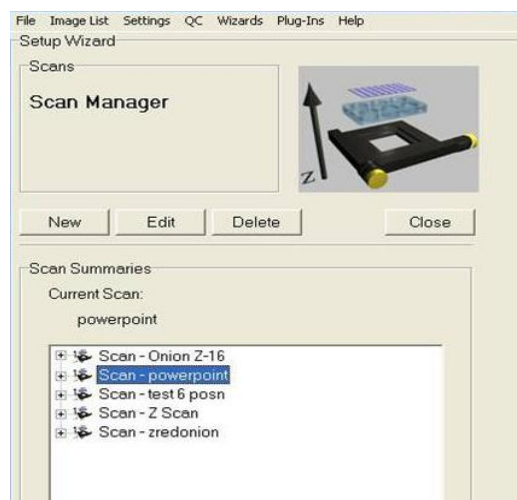 File Image List Settings QC Wizards Plug-Ins Help
Setup Wizard
Scans
Scan Manager
Z
New Edit Delete Close
Scan Summaries
Current Scan:
powerpoint
Scan - Onion Z-16
Scan - powerpoint
Scan - test 6 posn
Scan - Z Scan
Scan - zredonion